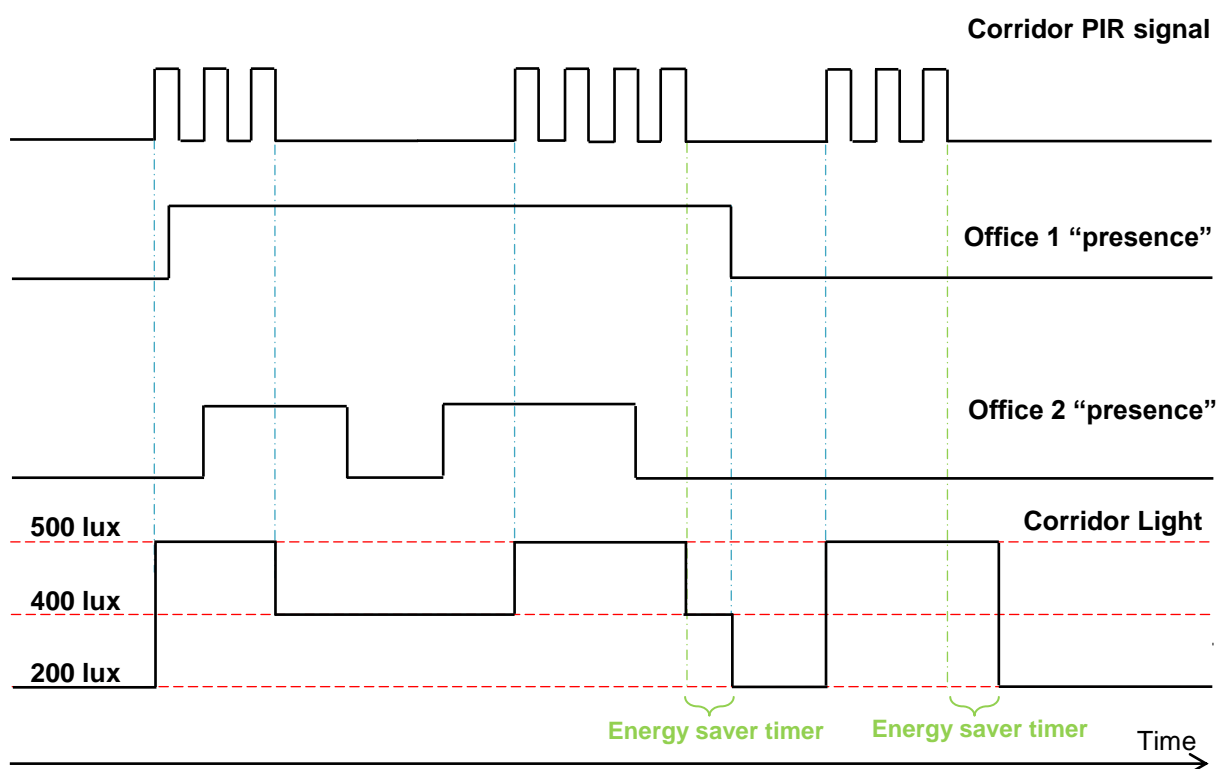 Corridor PIR signal
Office 1 “presence”
Office 2 “presence”
500 lux
Corridor Light
400 lux
200 lux
Energy saver timer
Energy saver timer
Time